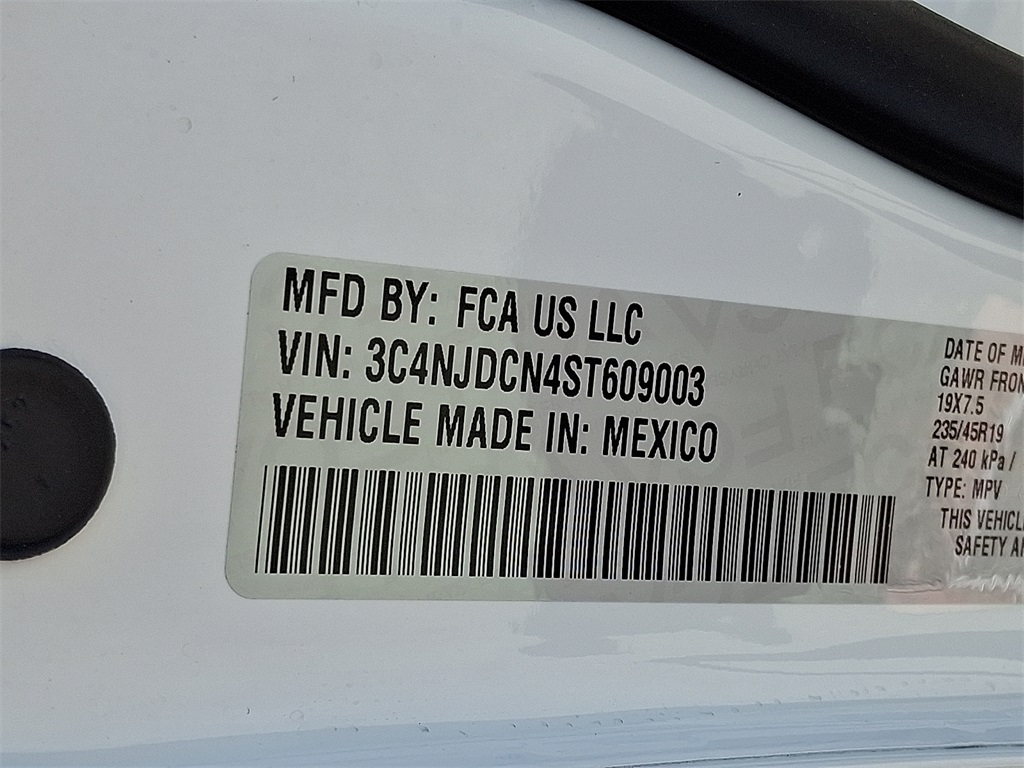 MFD BY: FCA US LLC
VIN: 3C4NJDCN4ST609003
VEHICLE MADE IN: MEXICO
DATE OF M
GAWR FRON
19X7.5
235/45R19
AT 240 kPa /
TYPE: MPV
THIS VEHICL
SAFETY A